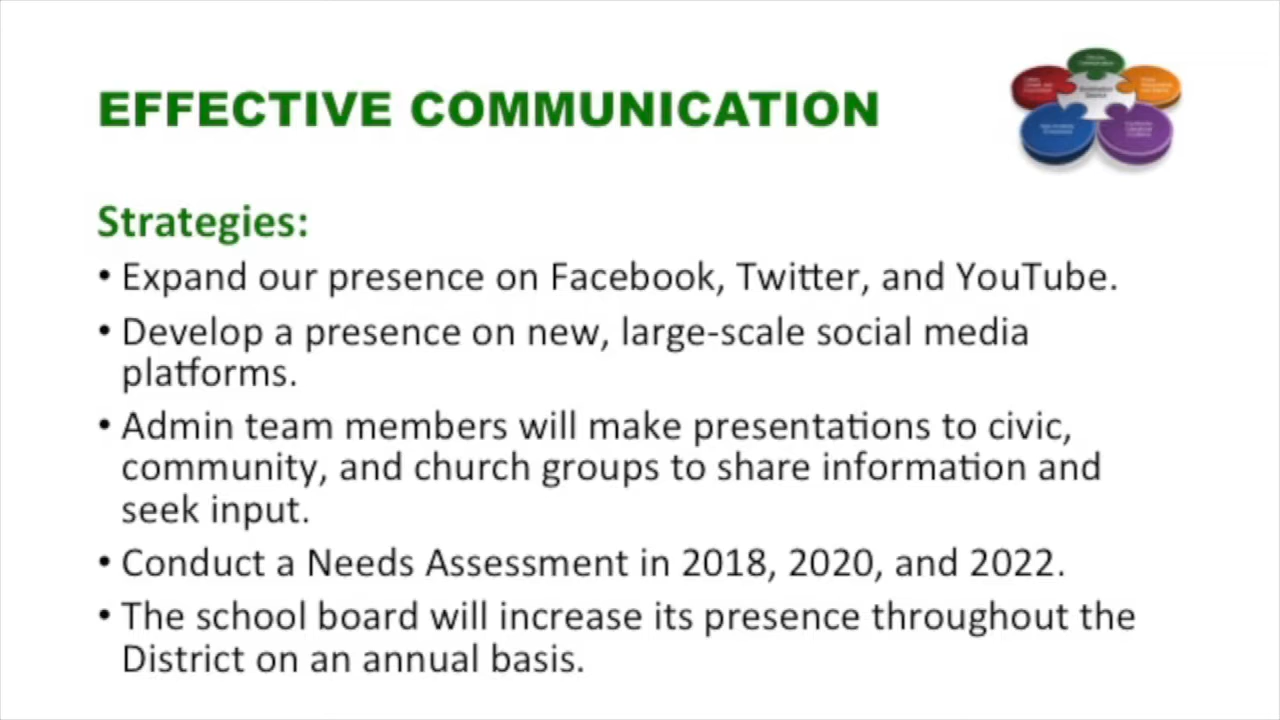 EFFECTIVE COMMUNICATION
Strategies:
• Expand our presence on Facebook, Twitter, and YouTube.
• Develop a presence on new, large-scale social media
platforms.
• Admin team members will make presentations to civic,
community, and church groups to share information and
seek input.
• Conduct a Needs Assessment in 2018, 2020, and 2022.
• The school board will increase its presence throughout the
District on an annual basis.